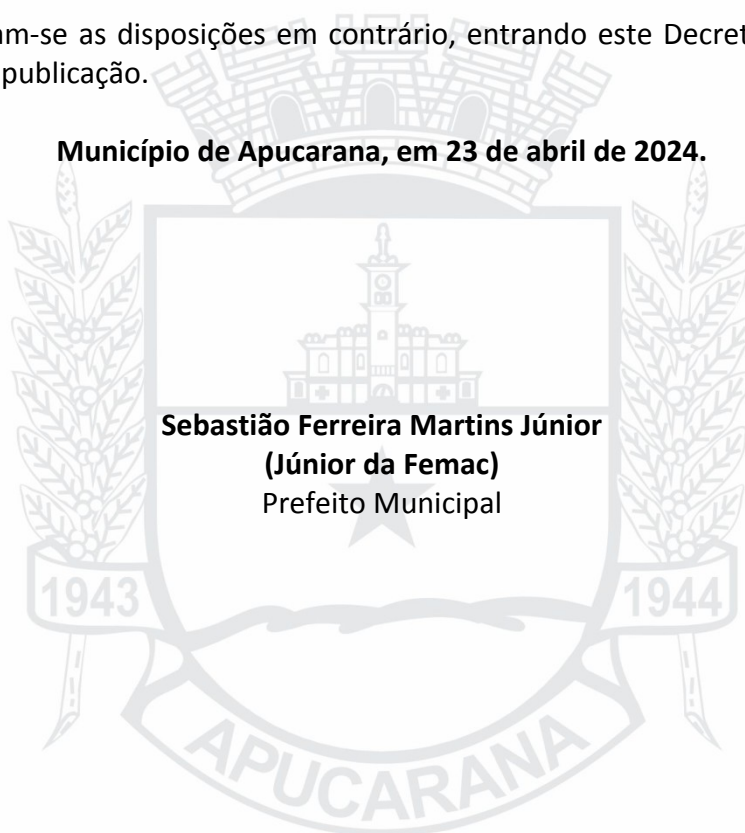 am-se as disposições em contrário, entrando este Decret
publicação.
Município de Apucarana, em 23 de abril de 2024.
Sebastião Ferreira Martins Júnior
(Júnior da Femac)
Prefeito Municipal
1943
1944
APUCARANA